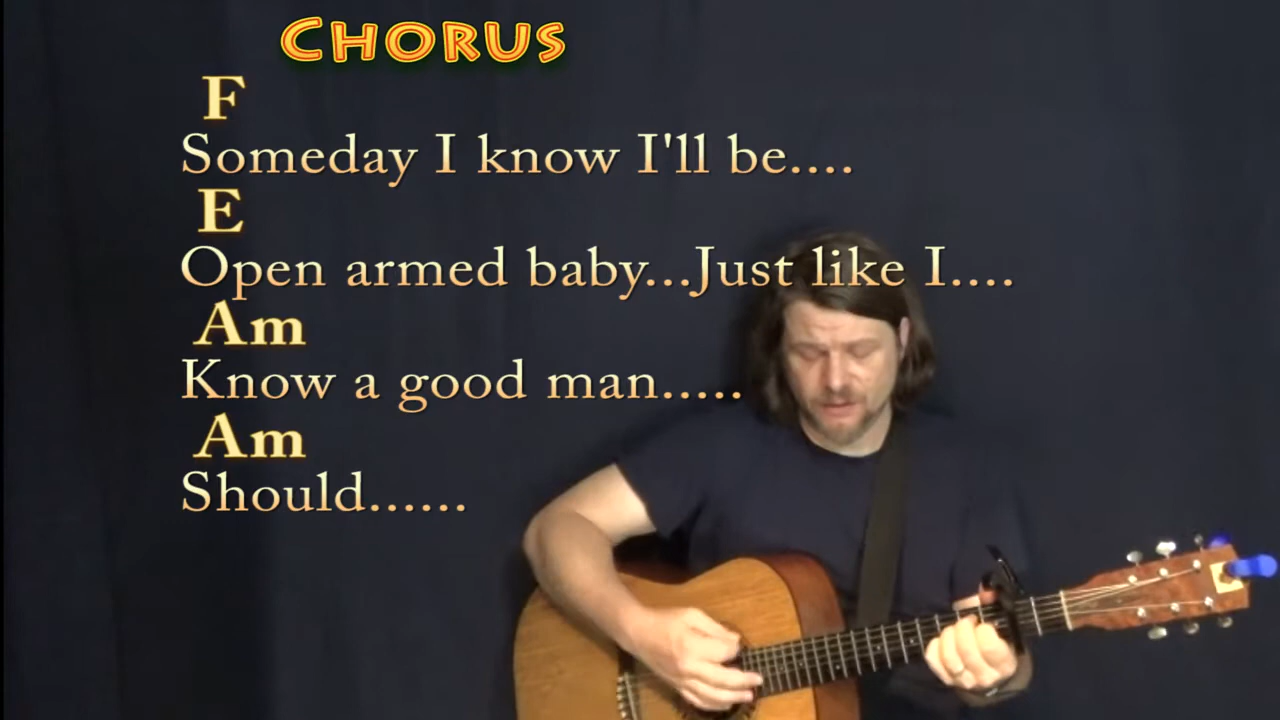 CHORUS
F
Someday I know I'll be....
E
Open armed baby...Just like I....
Am
Know a good man.....
Am
Should......